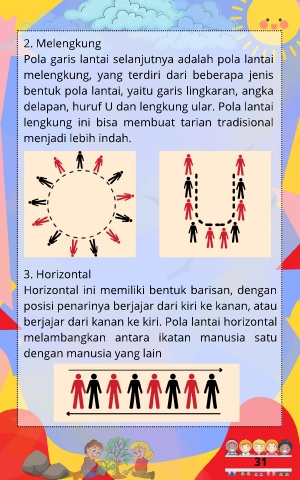 2. Melengkung
Pola garis lantai selanjutnya adalah pola lantai
melengkung, yang terdiri dari beberapa jenis
bentuk pola lantai, yaitu garis lingkaran, angka
delapan, huruf U dan lengkung ular. Pola lantai
lengkung ini bisa membuat tarian tradisional
menjadi lebih indah.
3. Horizontal
Horizontal ini memiliki bentuk barisan, dengan
posisi penarinya berjajar dari kiri ke kanan, atau
berjajar dari kanan ke kiri. Pola lantai horizontal
melambangkan antara ikatan manusia satu
dengan manusia yang lain
31